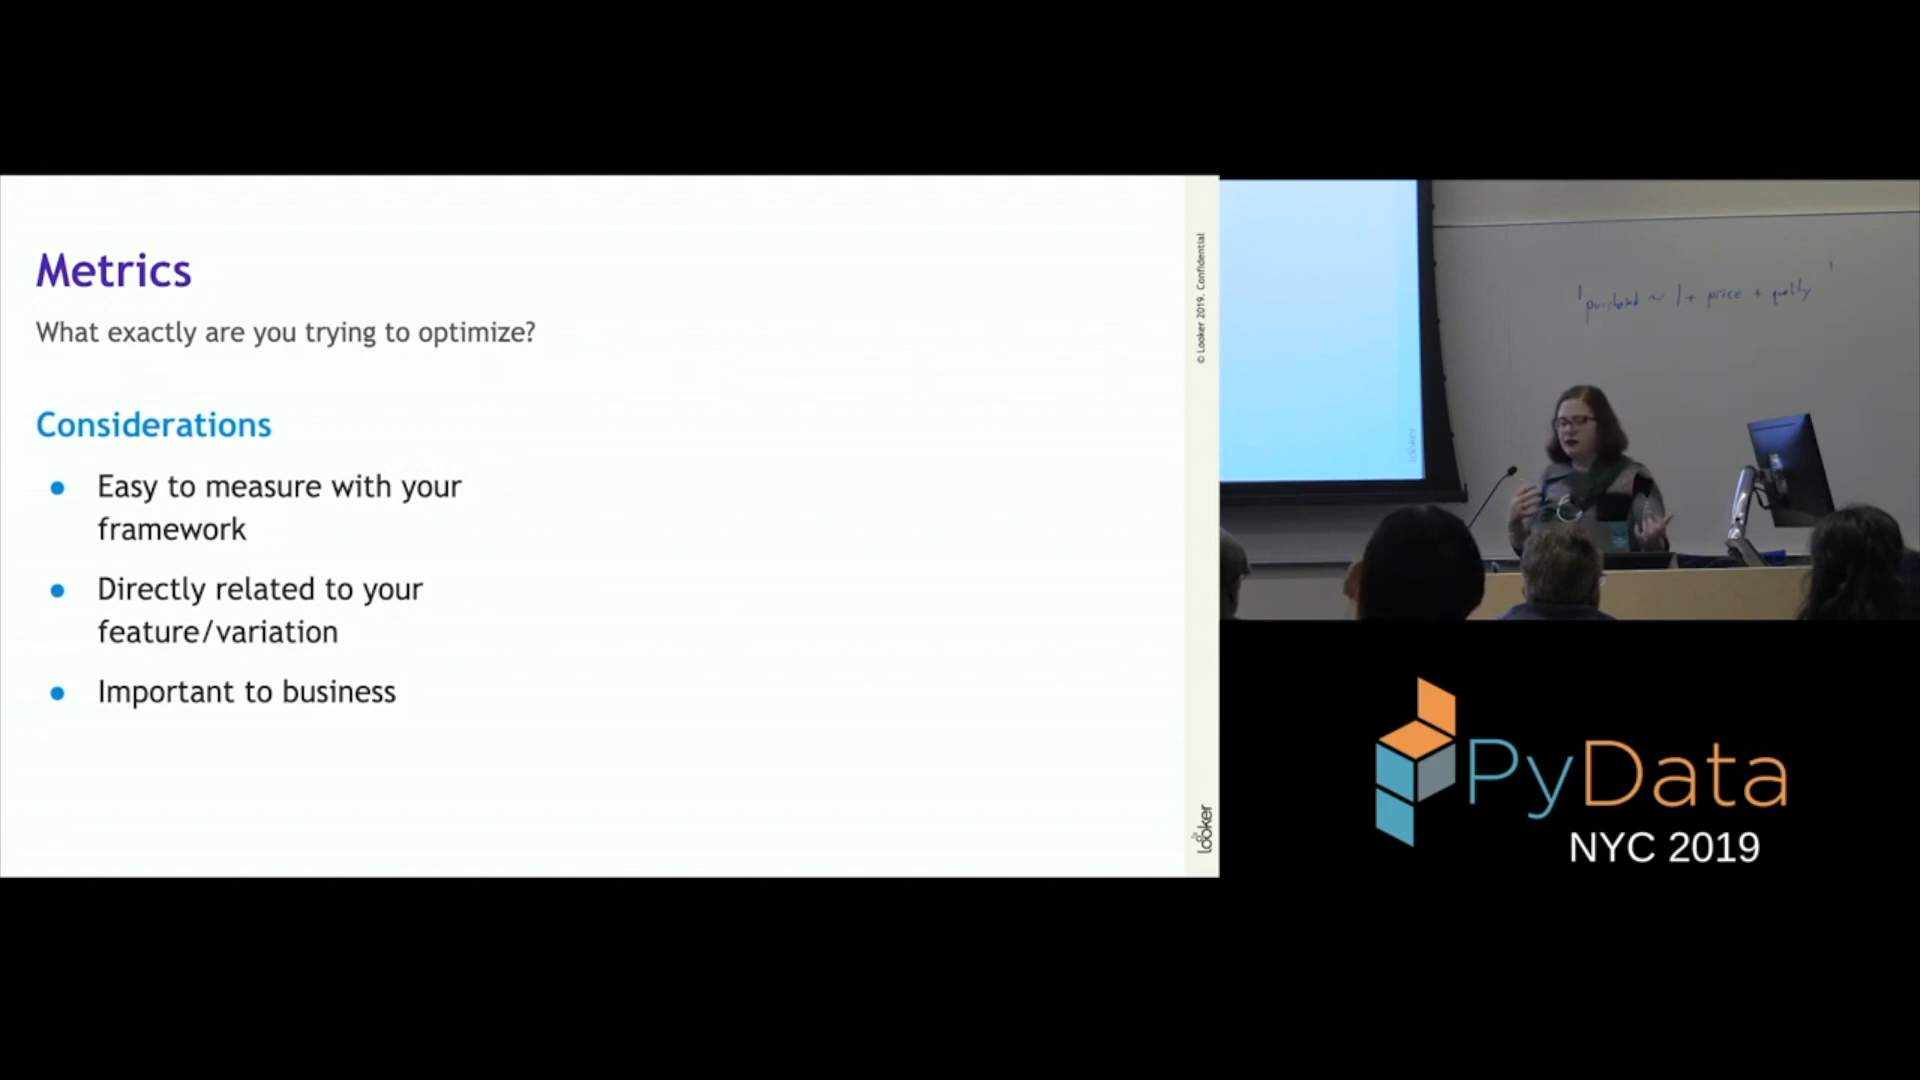 Metrics
What exactly are you trying to optimize?
Considerations
● Easy to measure with your
framework
● Directly related to your
feature/variation
● Important to business
© Looker 2019. Confidential
looker
purchased ~ 1 + price + quality
looker
PyData
NYC 2019